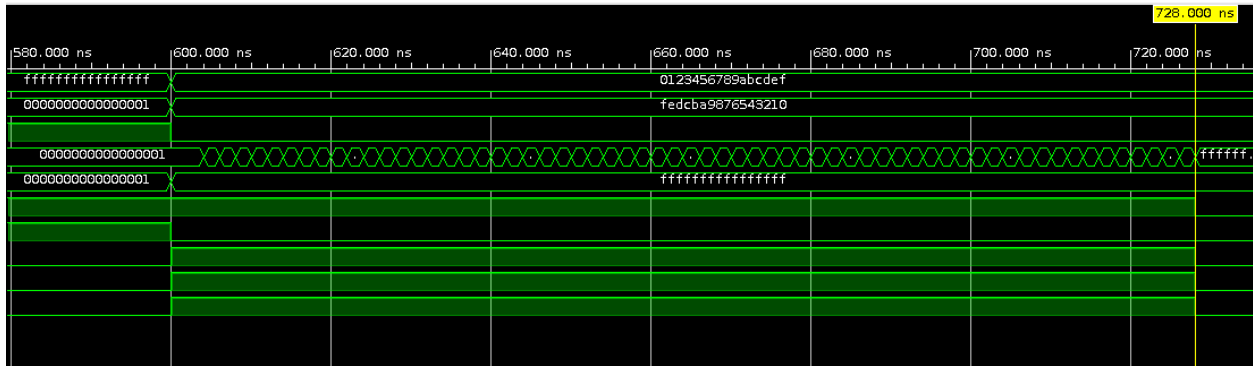 728.000 ns
580.000 ns 600.000 ns 620.000 ns 640.000 ns 660.000 ns 680.000 ns 700.000 ns 720.000 ns
ffffffffffffffff 0123456789abcdef
0000000000000001 fedcba9876543210
0000000000000001 ffffff.
0000000000000001 ffffffffffffffff